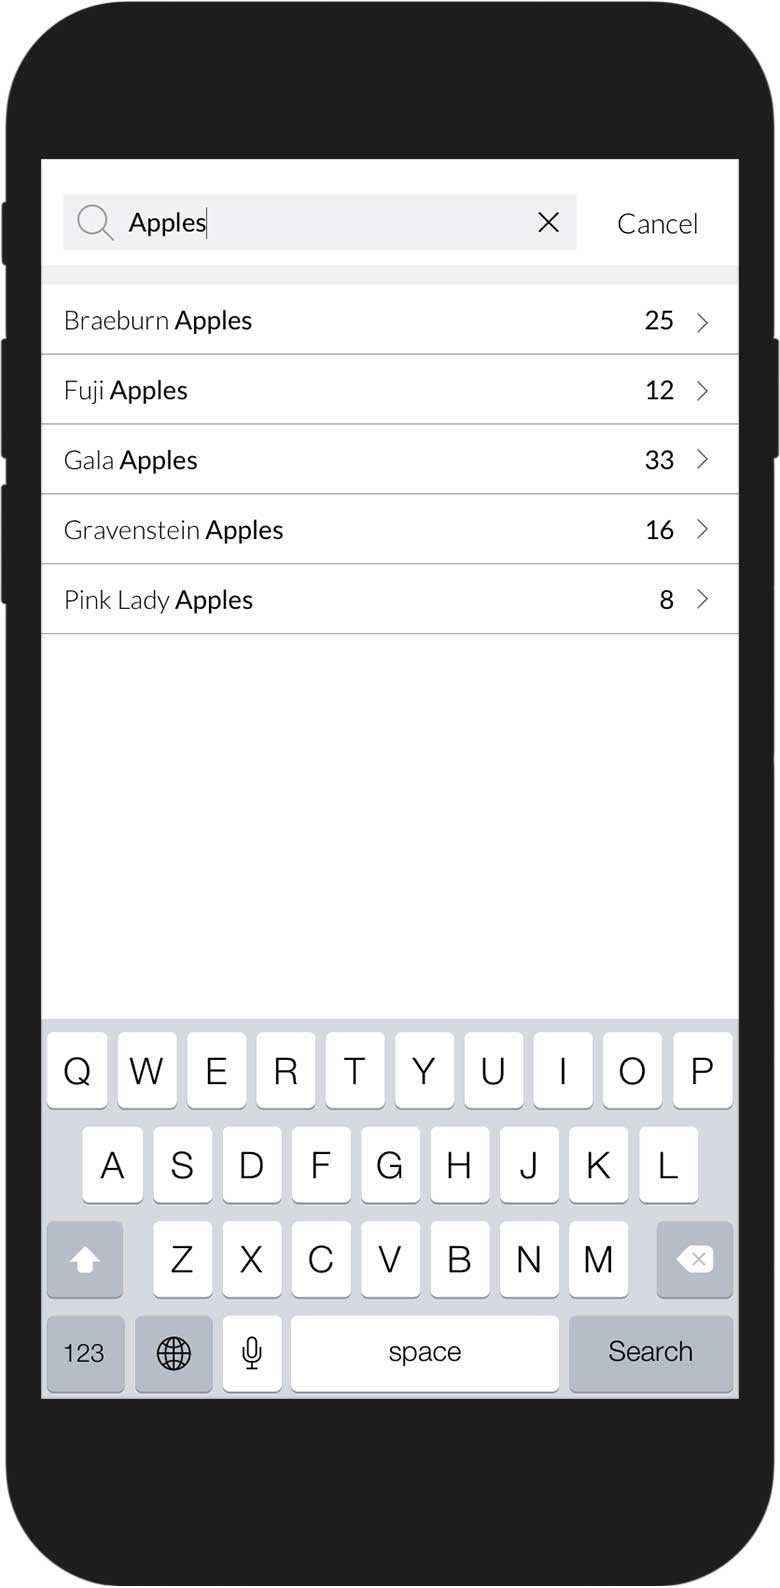 Apples Cancel
Braeburn Apples 25
Fuji Apples 12
Gala Apples 33
Gravenstein Apples 16
Pink Lady Apples 8
Q W E R T Y U I O P
A S D F G H J K L
Z X C V B N M
123 space Search